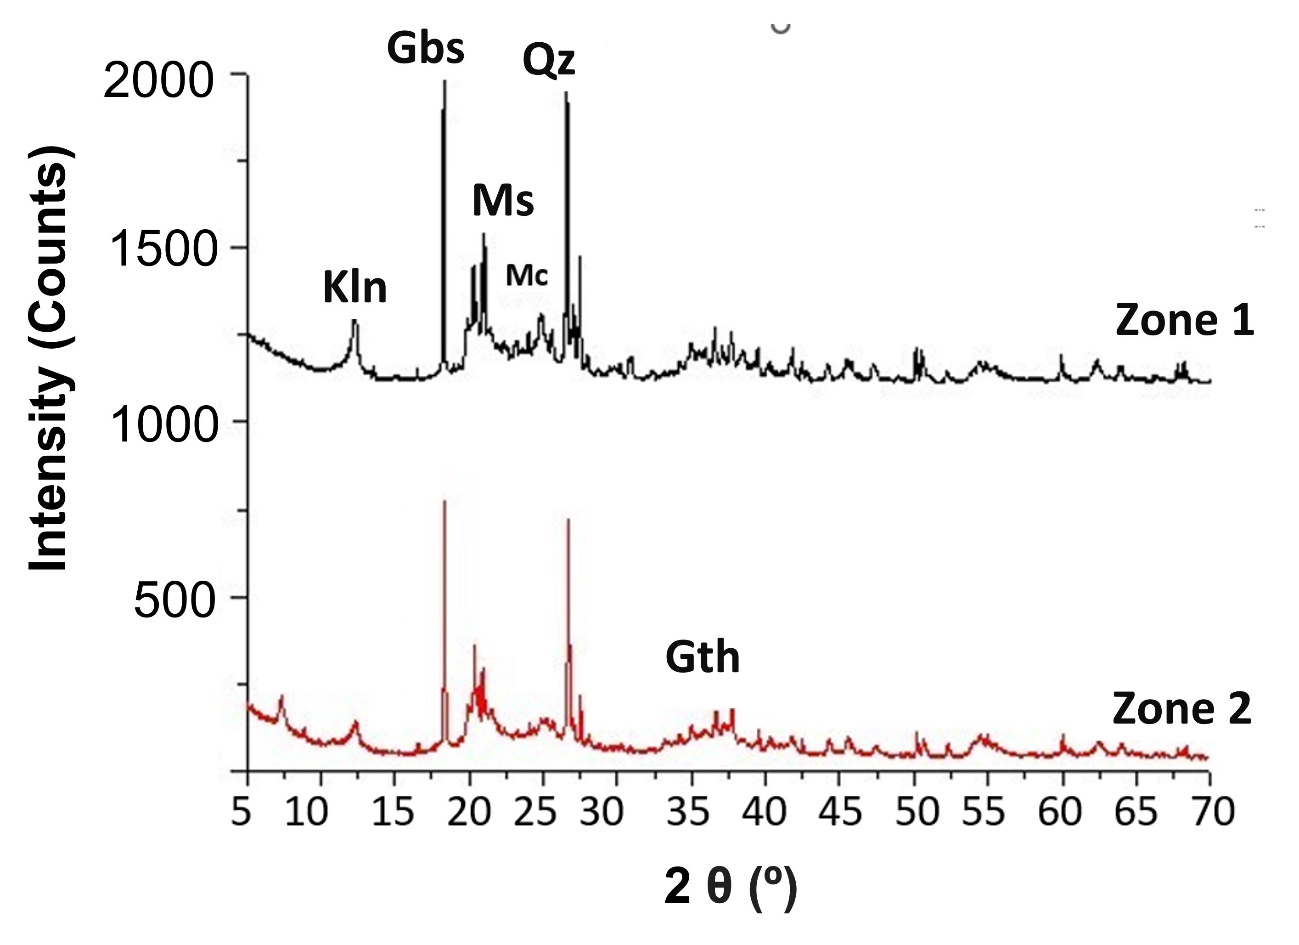 Gbs
Qz
2000
Ms
1500
Mc
Kln
Zone 1
1000
500
Gth
Zone 2
Intensity (Counts)
5 10 15 20 25 30 35 40 45 50 55 60 65 70
2 θ (º)